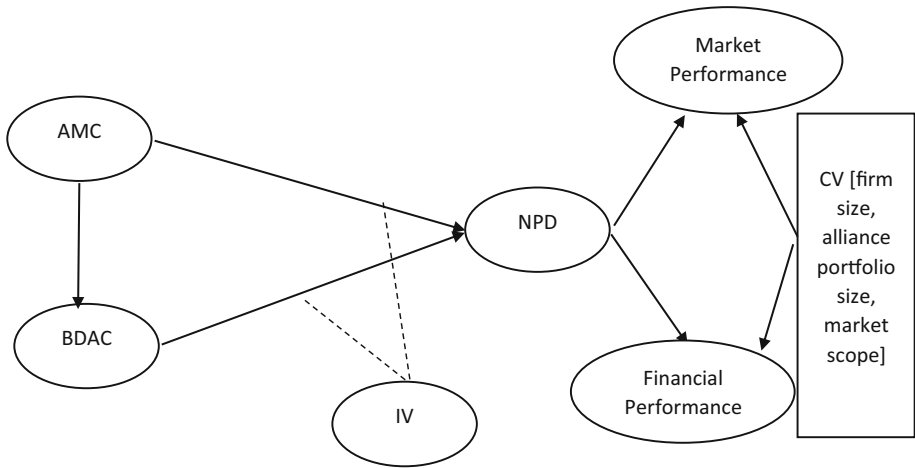 Market
Performance
AMC
NPD
CV [firm
size,
alliance
portfolio
size,
market
scope]
BDAC
IV
Financial
Performance